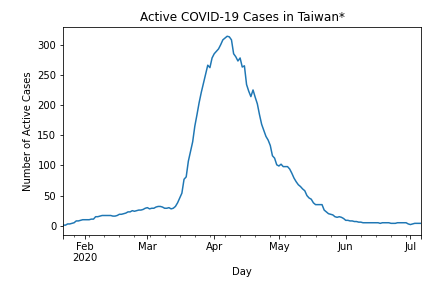 Active COVID-19 Cases in Taiwan*
Number of Active Cases
300
250
200
150
100
50
0
Feb Mar Apr May Jun Jul
2020
Day